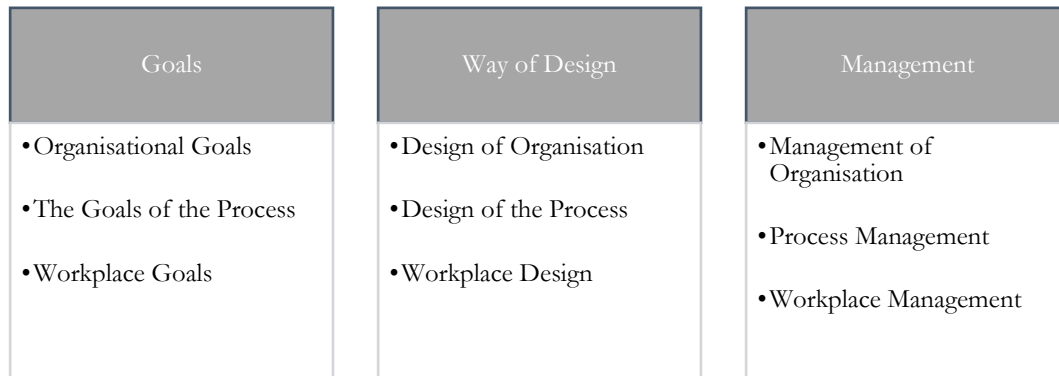 Goals
•Organisational Goals
•The Goals of the Process
•Workplace Goals
Way of Design
•Design of Organisation
•Design of the Process
•Workplace Design
Management
•Management of
Organisation
•Process Management
•Workplace Management